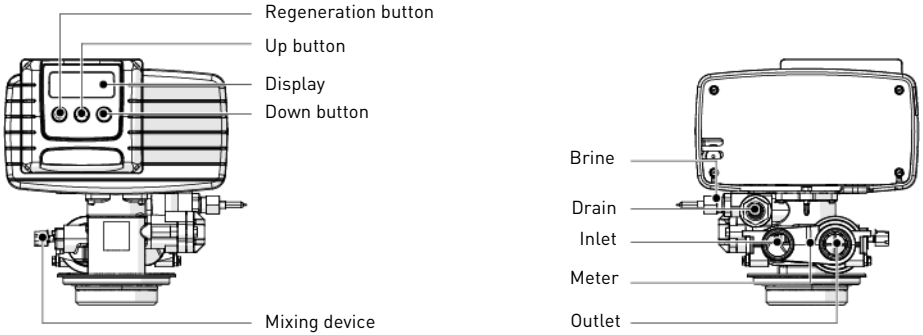 Regeneration button
Up button
Display
Down button
Mixing device
Brine
Drain
Inlet
Meter
Outlet